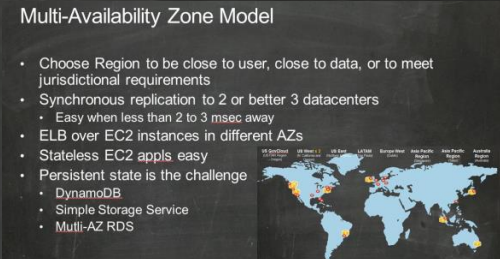 Multi-Availability Zone Model
• Choose Region to be close to user, close to data, or to meet
jurisdictional requirements
• Synchronous replication to 2 or better 3 datacenters
• Easy when less than 2 to 3 msec away
• ELB over EC2 instances in different AZs
• Stateless EC2 appls easy
• Persistent state is the challenge
• DynamoDB
• Simple Storage Service
• Mutli-AZ RDS
US GovCloud
US West x 2
US East
LATAM
Europe West
Asia Pacific
Region
Asia Pacific
Region
Australia
Region